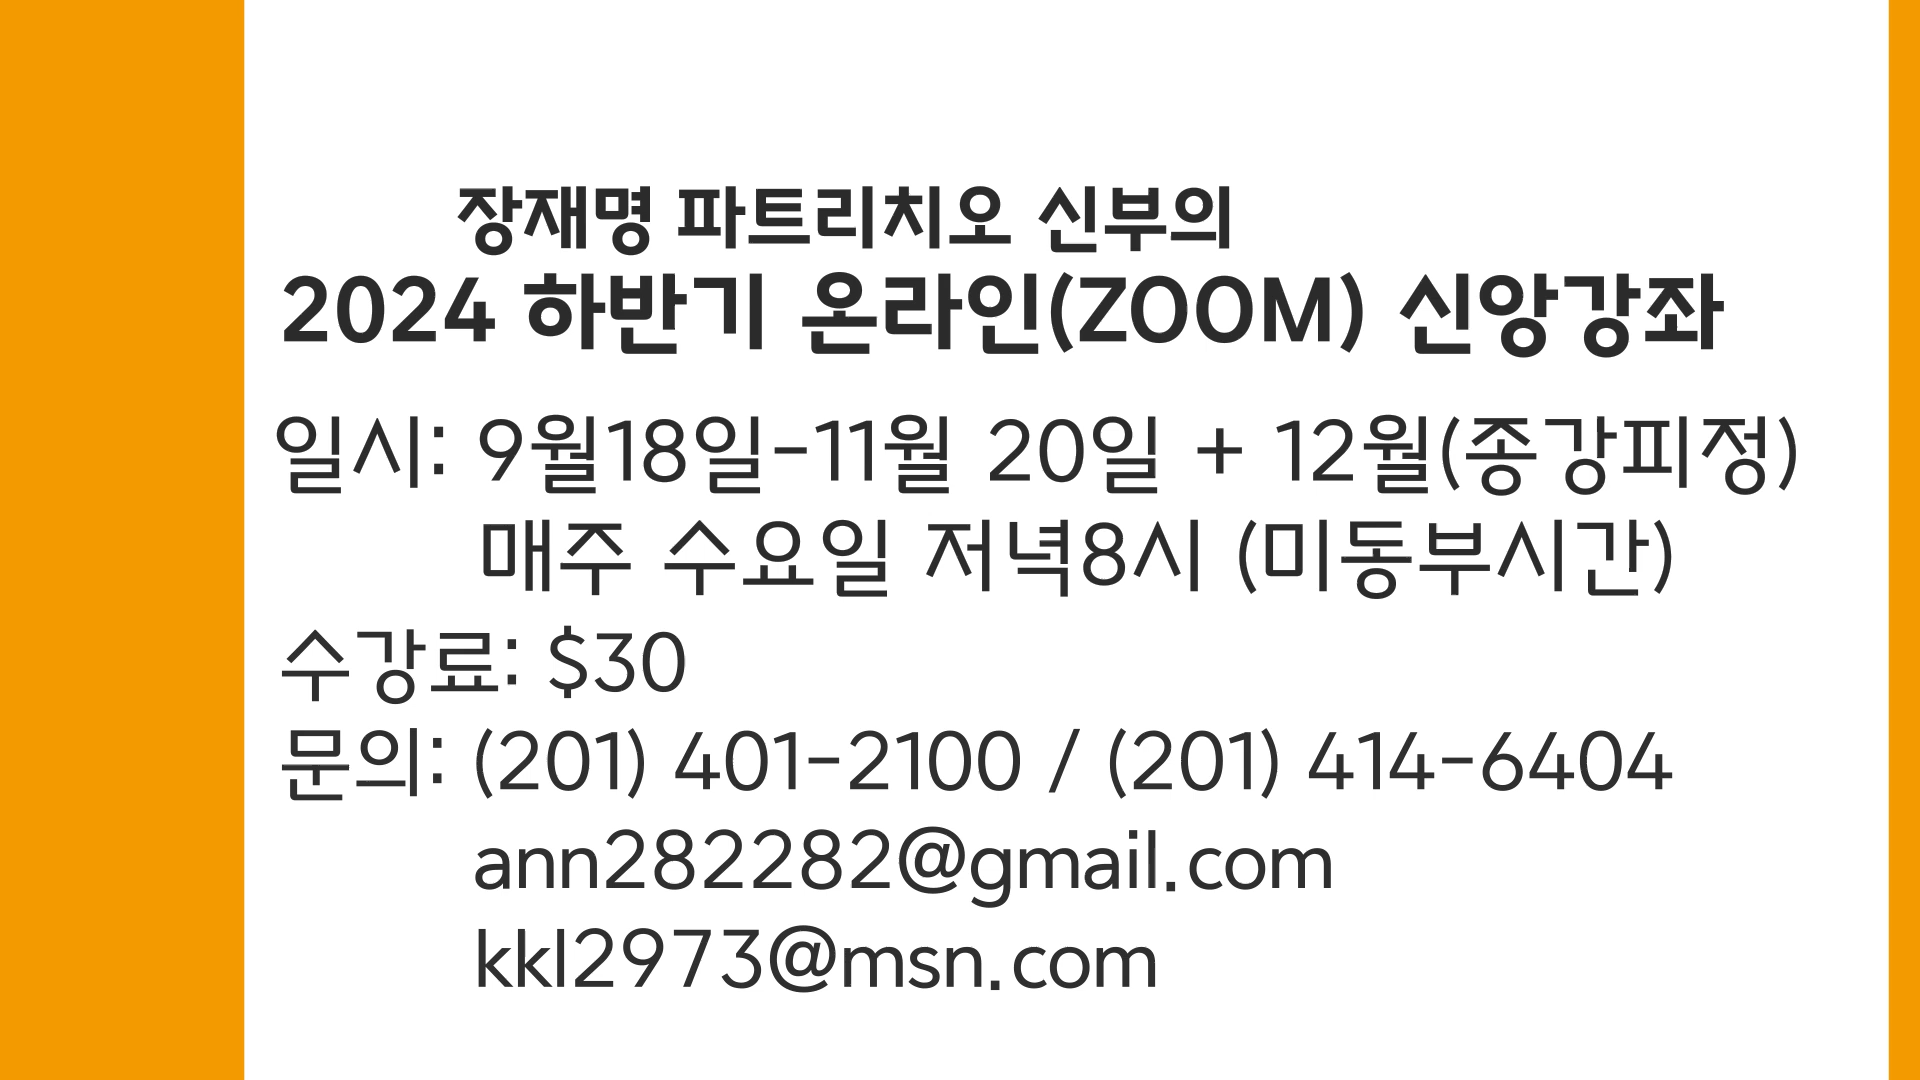 장재명 파트리치오 신부의
2024 하반기 온라인(ZOOM) 신앙강좌
일시: 9월18일-11월 20일 + 12월(종강피정)
매주 수요일 저녁8시 (미동부시간)
수강료: $30
문의: (201) 401-2100 / (201) 414-6404
ann282282@gmail.com
kkl2973@msn.com